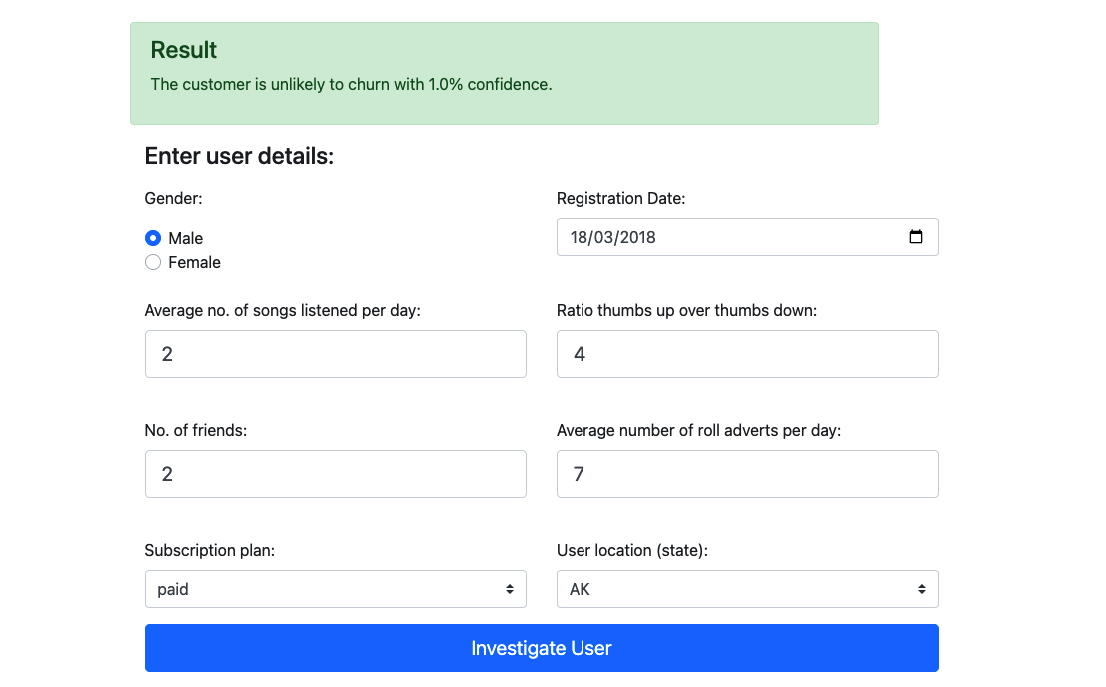 Result
The customer is unlikely to churn with 1.0% confidence.
Enter user details:
Gender:
Male
Female
Registration Date:
18/03/2018
Average no. of songs listened per day:
2
Ratio thumbs up over thumbs down:
4
No. of friends:
2
Average number of roll adverts per day:
7
Subscription plan:
paid
User location (state):
AK
Investigate User